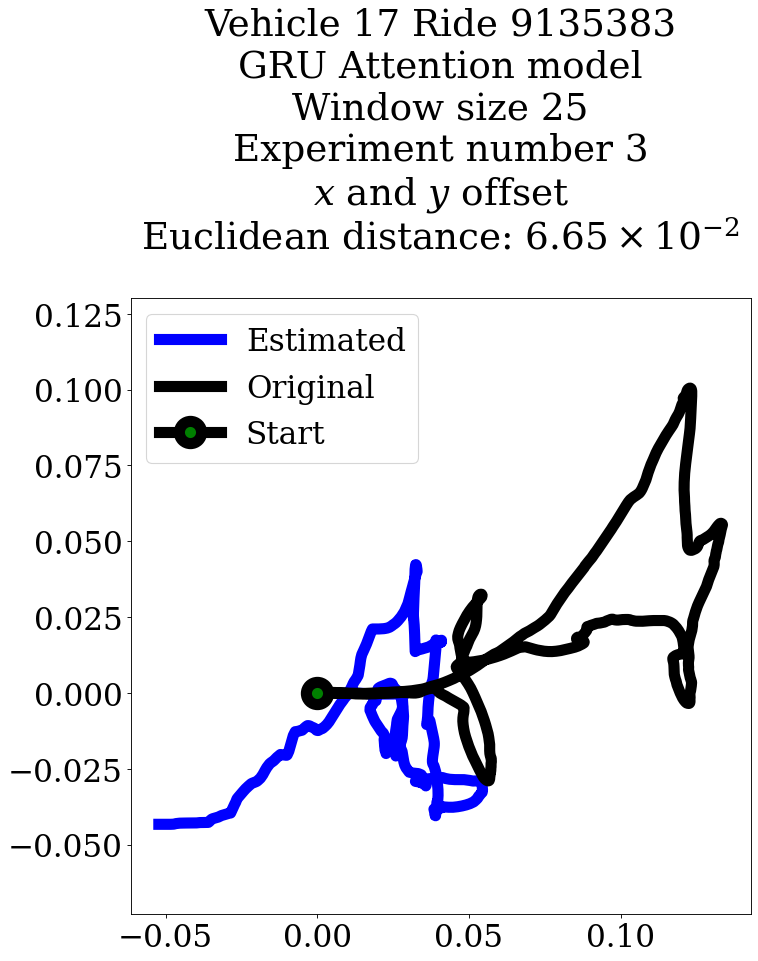 Vehicle 17 Ride 9135383
GRU Attention model
Window size 25
Experiment number 3
x and y offset
Euclidean distance: 6.65 × 10⁻²
Estimated
Original
Start
0.125
0.100
0.075
0.050
0.025
0.000
−0.025
−0.050
−0.05 0.00 0.05 0.10